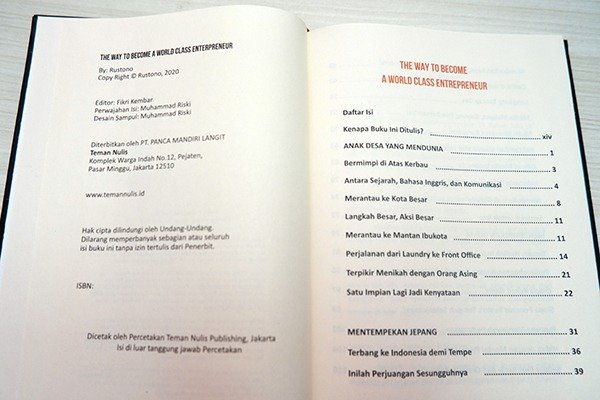 THE WAY TO BECOME A WORLD CLASS ENTERPRENEUR
By: Rustono
Copy Right © Rustono, 2020
Editor: Fikri Kembar
Perwajahan Isi: Muhammad Riski
Desain Sampul: Muhammad Riski
Diterbitkan oleh PT. PANCA MANDIRI LANGIT
Teman Nulis
Komplek Warga Indah No.12, Pejaten,
Pasar Minggu, Jakarta 12510
www.temannulis.id
Hak cipta dilindungi oleh Undang-Undang.
Dilarang memperbanyak sebagian atau seluruh
isi buku ini tanpa izin tertulis dari Penerbit.
ISBN:
Dicetak oleh Percetakan Teman Nulis Publishing, Jakarta
Isi di luar tanggung jawab Percetakan
THE WAY TO BECOME
A WORLD CLASS ENTREPRENEUR
Daftar Isi
Kenapa Buku Ini Ditulis? xiv
ANAK DESA YANG MENDUNIA 1
Bermimpi di Atas Kerbau 3
Antara Sejarah, Bahasa Inggris, dan Komunikasi 4
Merantau ke Kota Besar 8
Langkah Besar, Aksi Besar 11
Merantau ke Mantan Ibukota 11
Perjalanan dari Laundry ke Front Office 14
Terpikir Menikah dengan Orang Asing 21
Satu Impian Lagi Jadi Kenyataan 22
MENTEMPEKAN JEPANG 31
Terbang ke Indonesia demi Tempe 36
Inilah Perjuangan Sesungguhnya 39